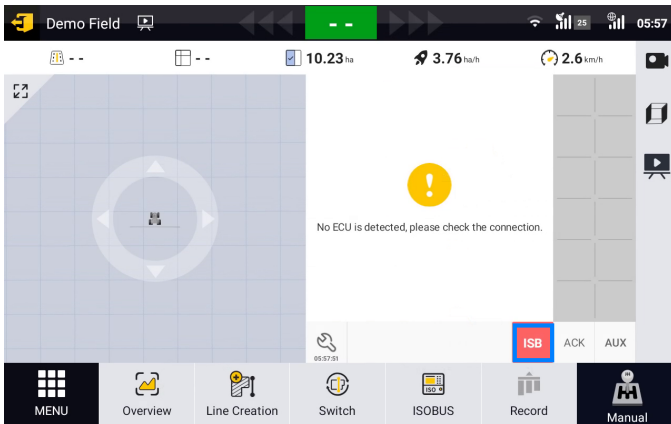 Demo Field
- -
25
05:57
- -
- -
10.23 ha
3.76 ha/h
2.6 km/h
No ECU is detected, please check the connection.
05:57:51
ISB
ACK
AUX
MENU
Overview
Line Creation
Switch
ISO
ISOBUS
Record
Manual